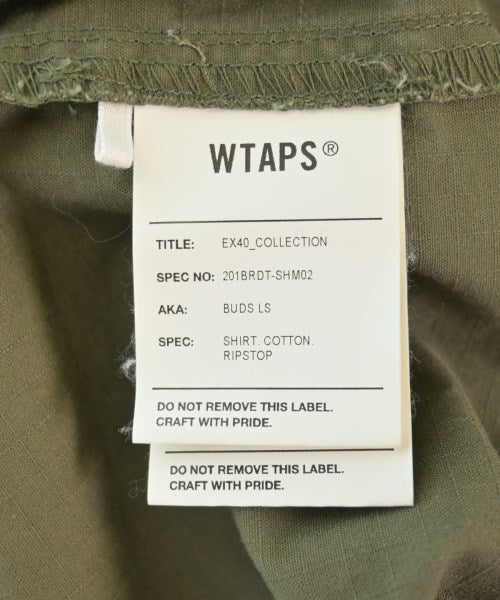 WTAPS®
TITLE: EX40_COLLECTION
SPEC NO: 201BRDT-SHM02
AKA: BUDS LS
SPEC: SHIRT. COTTON.
RIPSTOP
DO NOT REMOVE THIS LABEL.
CRAFT WITH PRIDE.
DO NOT REMOVE THIS LABEL.
CRAFT WITH PRIDE.